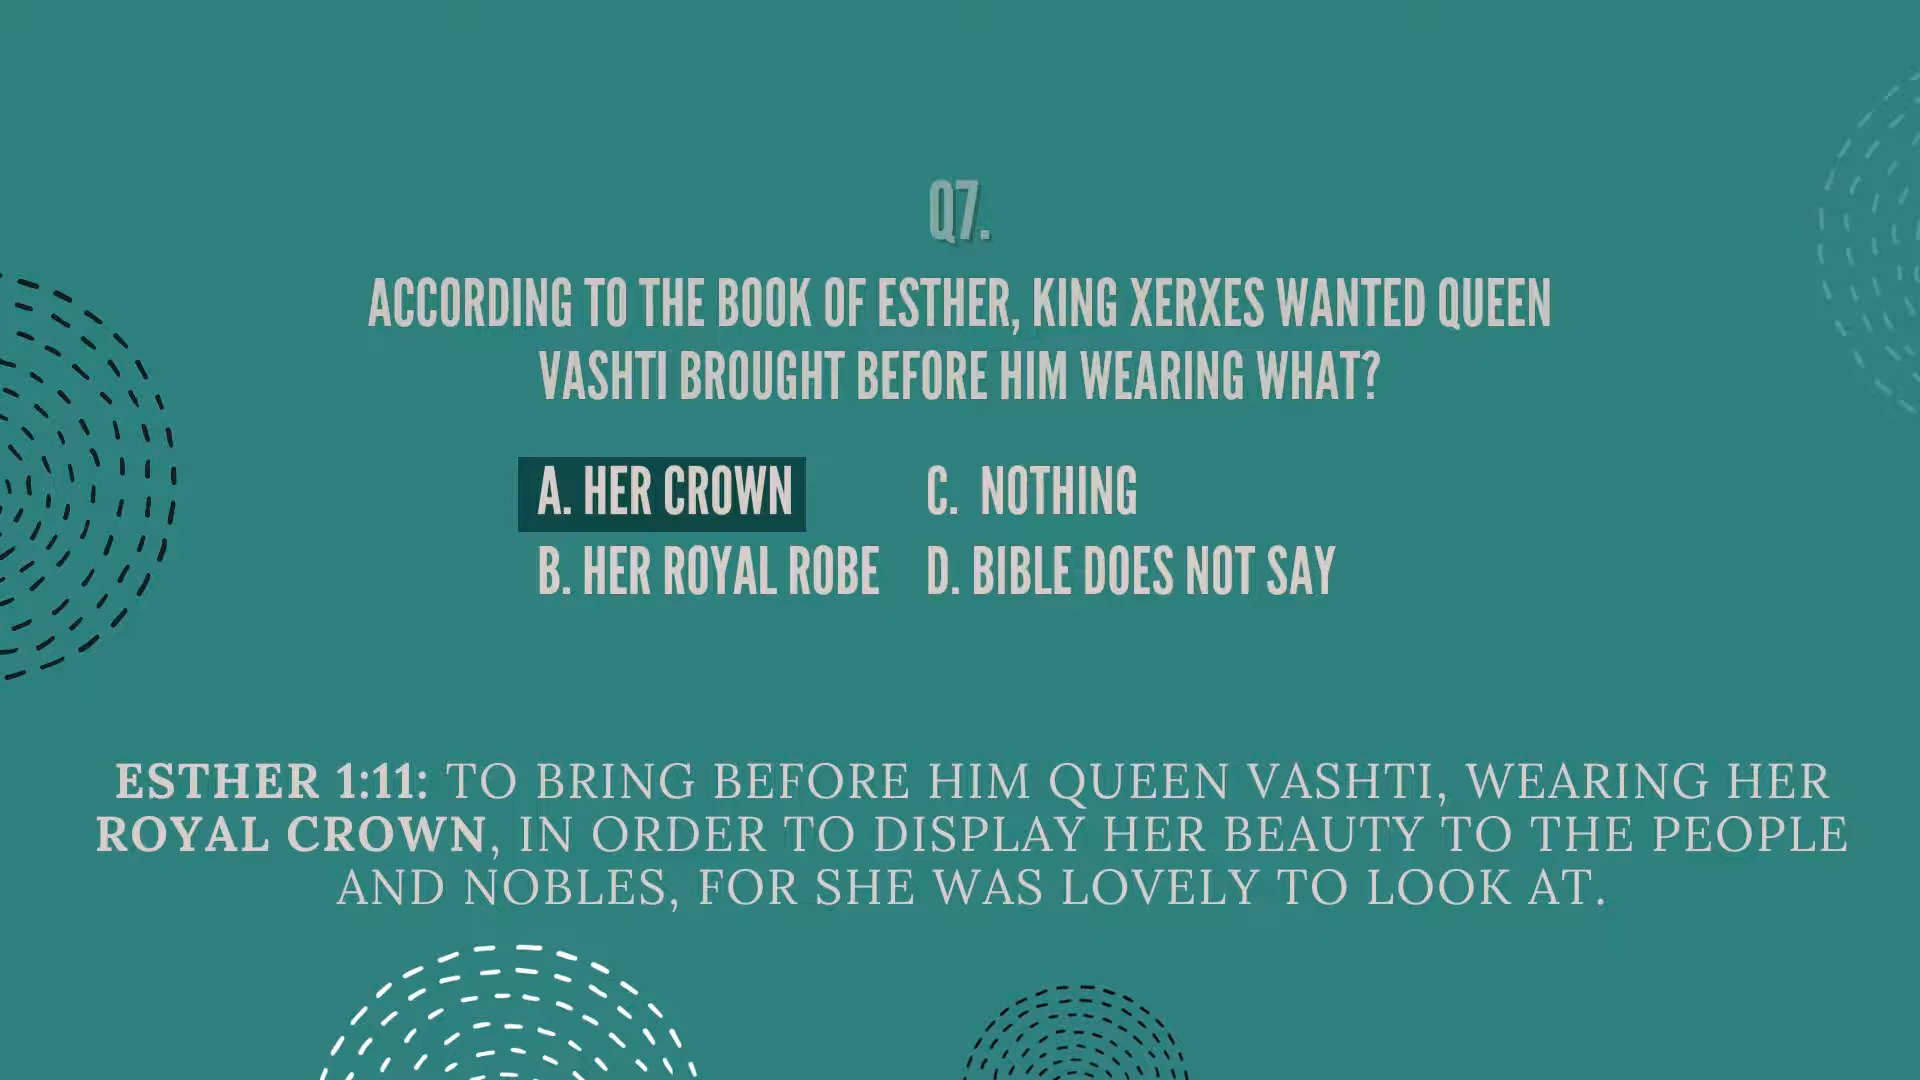 Q7.
ACCORDING TO THE BOOK OF ESTHER, KING XERXES WANTED QUEEN
VASHTI BROUGHT BEFORE HIM WEARING WHAT?
A. HER CROWN
B. HER ROYAL ROBE
C. NOTHING
D. BIBLE DOES NOT SAY
ESTHER 1:11: TO BRING BEFORE HIM QUEEN VASHTI, WEARING HER
ROYAL CROWN, IN ORDER TO DISPLAY HER BEAUTY TO THE PEOPLE
AND NOBLES, FOR SHE WAS LOVELY TO LOOK AT.